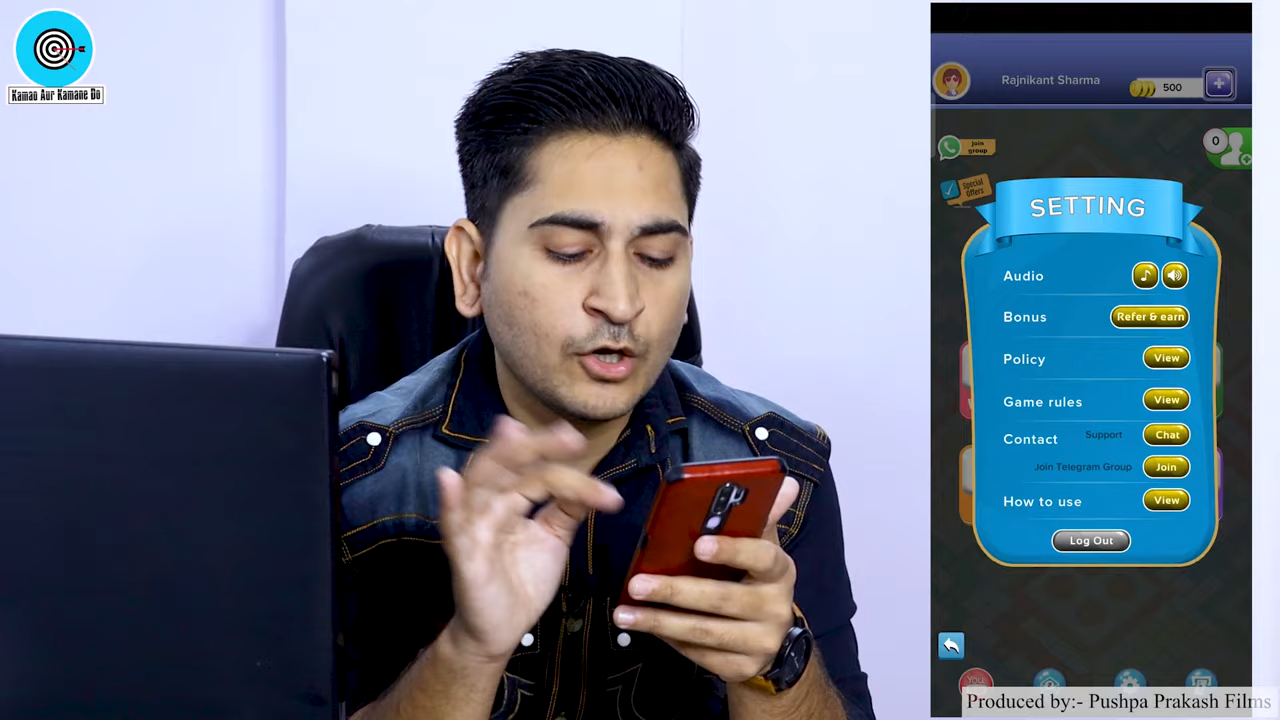 Kamao Aur Kamane Do
Rajnikant Sharma
500
join group
0
Special Offers
SETTING
Audio
Bonus Refer & earn
Policy View
Game rules View
Contact Support Chat
Join Telegram Group Join
How to use View
Log Out
You
Produced by:- Pushpa Prakash Films